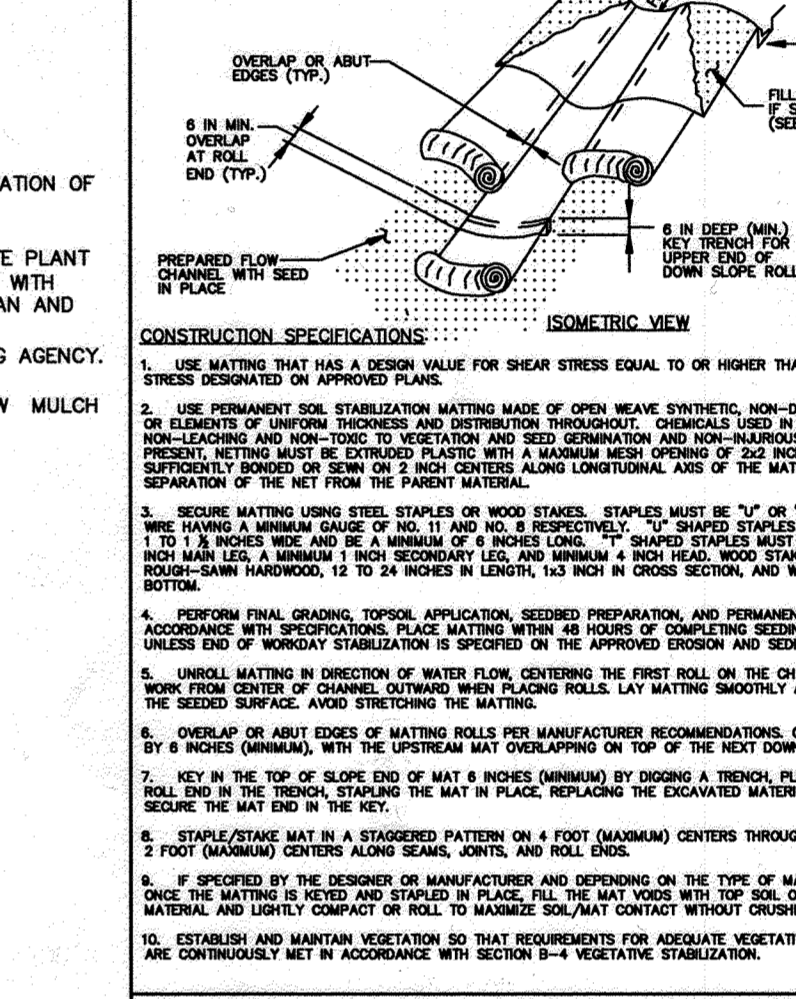 OVERLAP OR ABUT
EDGES (TYP.)
6 IN MIN.
OVERLAP
AT ROLL
END (TYP.)
PREPARED FLOW
CHANNEL WITH SEED
IN PLACE
FILL
IF S
(SEE
6 IN DEEP (MIN.)
KEY TRENCH FOR
UPPER END OF
DOWN SLOPE ROLL
ISOMETRIC VIEW
ATION OF
E PLANT
WITH
AN AND
G AGENCY.
W MULCH
CONSTRUCTION SPECIFICATIONS:
1. USE MATTING THAT HAS A DESIGN VALUE FOR SHEAR STRESS EQUAL TO OR HIGHER THA
STRESS DESIGNATED ON APPROVED PLANS.
2. USE PERMANENT SOIL STABILIZATION MATTING MADE OF OPEN WEAVE SYNTHETIC, NON-D
OR ELEMENTS OF UNIFORM THICKNESS AND DISTRIBUTION THROUGHOUT. CHEMICALS USED IN
NON-LEACHING AND NON-TOXIC TO VEGETATION AND SEED GERMINATION AND NON-INJURIOUS
PRESENT, NETTING MUST BE EXTRUDED PLASTIC WITH A MAXIMUM MESH OPENING OF 2x2 INC
SUFFICIENTLY BONDED OR SEWN ON 2 INCH CENTERS ALONG LONGITUDINAL AXIS OF THE MAT
SEPARATION OF THE NET FROM THE PARENT MATERIAL.
3. SECURE MATTING USING STEEL STAPLES OR WOOD STAKES. STAPLES MUST BE "U" OR "
WIRE HAVING A MINIMUM GAUGE OF NO. 11 AND NO. 8 RESPECTIVELY. "U" SHAPED STAPLES
1 TO 1 ½ INCHES WIDE AND BE A MINIMUM OF 6 INCHES LONG. "T" SHAPED STAPLES MUST
INCH MAIN LEG, A MINIMUM 1 INCH SECONDARY LEG, AND MINIMUM 4 INCH HEAD. WOOD STAK
ROUGH-SAWN HARDWOOD, 12 TO 24 INCHES IN LENGTH, 1x3 INCH IN CROSS SECTION, AND W
BOTTOM.
4. PERFORM FINAL GRADING, TOPSOIL APPLICATION, SEEDBED PREPARATION, AND PERMANEN
ACCORDANCE WITH SPECIFICATIONS. PLACE MATTING WITHIN 48 HOURS OF COMPLETING SEEDIN
UNLESS END OF WORKDAY STABILIZATION IS SPECIFIED ON THE APPROVED EROSION AND SED
5. UNROLL MATTING IN DIRECTION OF WATER FLOW, CENTERING THE FIRST ROLL ON THE CH
WORK FROM CENTER OF CHANNEL OUTWARD WHEN PLACING ROLLS. LAY MATTING SMOOTHLY A
THE SEEDED SURFACE. AVOID STRETCHING THE MATTING.
6. OVERLAP OR ABUT EDGES OF MATTING ROLLS PER MANUFACTURER RECOMMENDATIONS. O
BY 6 INCHES (MINIMUM), WITH THE UPSTREAM MAT OVERLAPPING ON TOP OF THE NEXT DOWN
7. KEY IN THE TOP OF SLOPE END OF MAT 6 INCHES (MINIMUM) BY DIGGING A TRENCH, PL
ROLL END IN THE TRENCH, STAPLING THE MAT IN PLACE, REPLACING THE EXCAVATED MATERI
SECURE THE MAT END IN THE KEY.
8. STAPLE/STAKE MAT IN A STAGGERED PATTERN ON 4 FOOT (MAXIMUM) CENTERS THROUG
2 FOOT (MAXIMUM) CENTERS ALONG SEAMS, JOINTS, AND ROLL ENDS.
9. IF SPECIFIED BY THE DESIGNER OR MANUFACTURER AND DEPENDING ON THE TYPE OF MA
ONCE THE MATTING IS KEYED AND STAPLED IN PLACE, FILL THE MAT VOIDS WITH TOP SOIL O
MATERIAL AND LIGHTLY COMPACT OR ROLL TO MAXIMIZE SOIL/MAT CONTACT WITHOUT CRUSHI
10. ESTABLISH AND MAINTAIN VEGETATION SO THAT REQUIREMENTS FOR ADEQUATE VEGETATI
ARE CONTINUOUSLY MET IN ACCORDANCE WITH SECTION B-4 VEGETATIVE STABILIZATION.